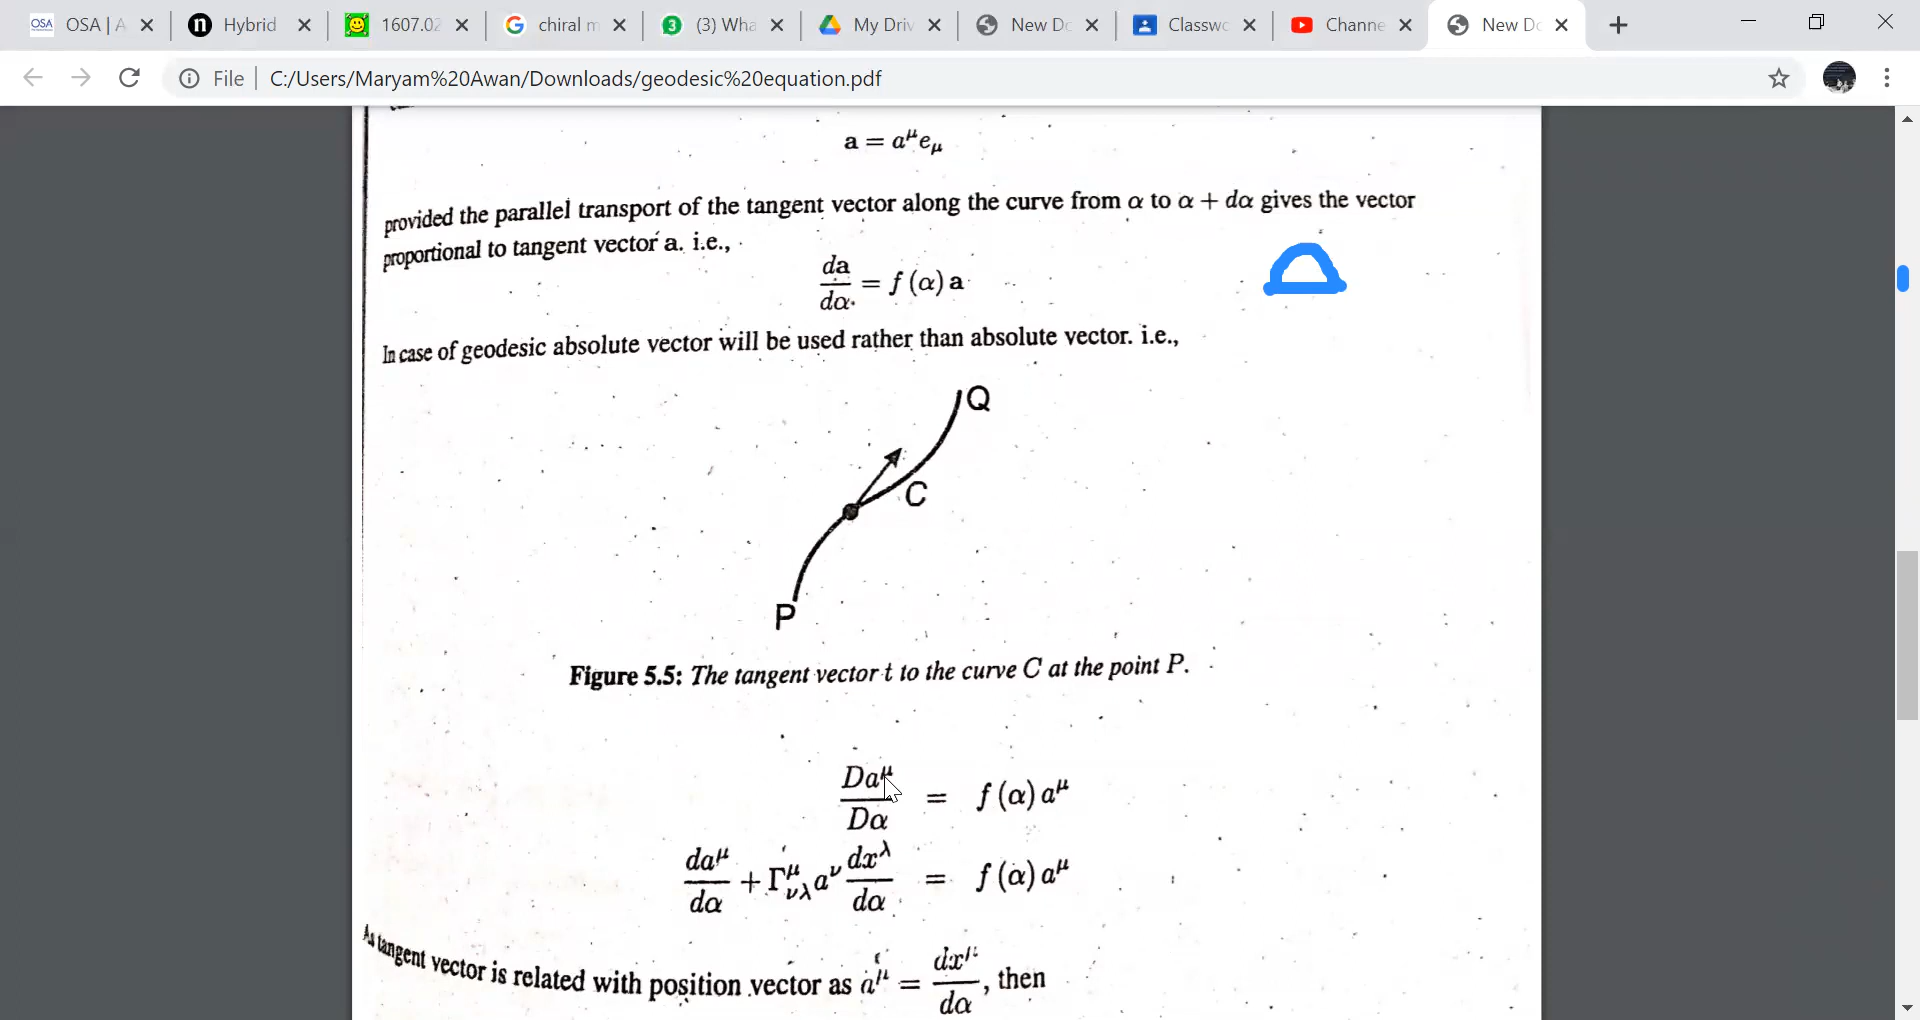 OSA | A
Hybrid
1607.02
chiral m
(3) Wha
My Driv
New Do
Classwo
Channe
New Do
File
C:/Users/Maryam%20Awan/Downloads/geodesic%20equation.pdf
a = a^μ e_μ
provided the parallel transport of the tangent vector along the curve from α to α + dα gives the vector
proportional to tangent vector a. i.e.,
da/dα = f (α) a
In case of geodesic absolute vector will be used rather than absolute vector. i.e.,
Q
C
P
Figure 5.5: The tangent vector t to the curve C at the point P.
Da^μ/Dα = f (α) a^μ
da^μ/dα + Γ^μ_νλ a^ν dx^λ/dα = f (α) a^μ
As tangent vector is related with position vector as a^μ = dx^μ/dα, then